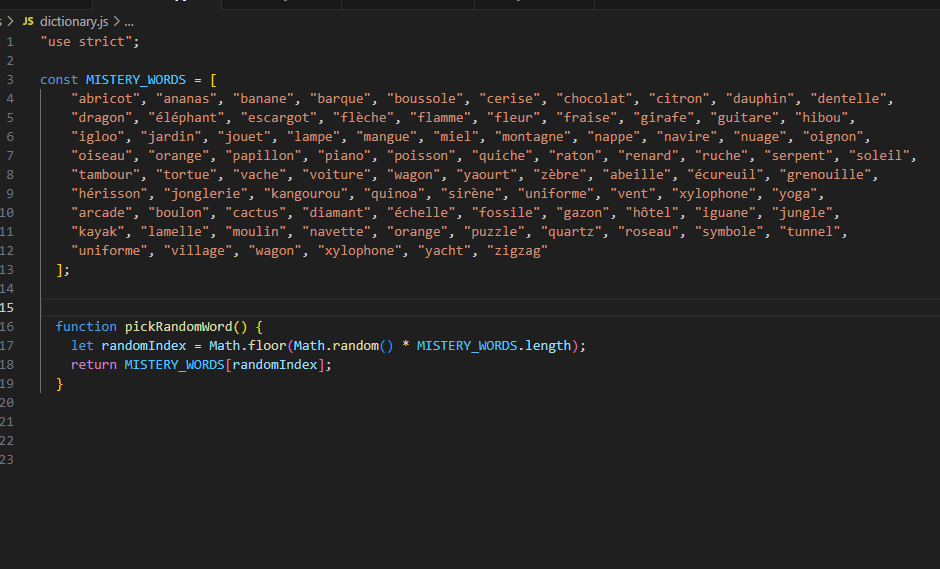 s > JS dictionary.js > ...
1 "use strict";
2
3 const MISTERY_WORDS = [
4 "abricot", "ananas", "banane", "barque", "boussole", "cerise", "chocolat", "citron", "dauphin", "dentelle",
5 "dragon", "éléphant", "escargot", "flèche", "flamme", "fleur", "fraise", "girafe", "guitare", "hibou",
6 "igloo", "jardin", "jouet", "lampe", "mangue", "miel", "montagne", "nappe", "navire", "nuage", "oignon",
7 "oiseau", "orange", "papillon", "piano", "poisson", "quiche", "raton", "renard", "ruche", "serpent", "soleil",
8 "tambour", "tortue", "vache", "voiture", "wagon", "yaourt", "zèbre", "abeille", "écureuil", "grenouille",
9 "hérisson", "jonglerie", "kangourou", "quinoa", "sirène", "uniforme", "vent", "xylophone", "yoga",
10 "arcade", "boulon", "cactus", "diamant", "échelle", "fossile", "gazon", "hôtel", "iguane", "jungle",
11 "kayak", "lamelle", "moulin", "navette", "orange", "puzzle", "quartz", "roseau", "symbole", "tunnel",
12 "uniforme", "village", "wagon", "xylophone", "yacht", "zigzag"
13 ];
14
15
16 function pickRandomWord() {
17 let randomIndex = Math.floor(Math.random() * MISTERY_WORDS.length);
18 return MISTERY_WORDS[randomIndex];
19 }
20
21
22
23